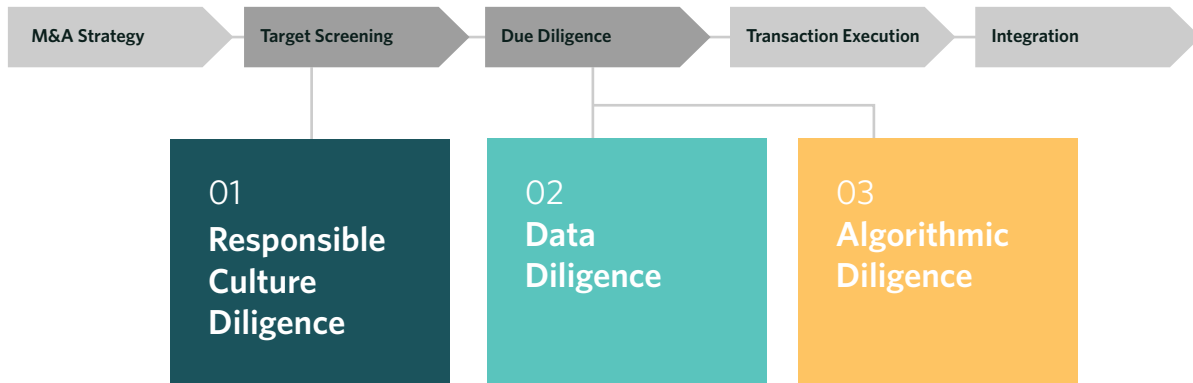 M&A Strategy
Target Screening
Due Diligence
Transaction Execution
Integration
01
Responsible
Culture
Diligence
02
Data
Diligence
03
Algorithmic
Diligence